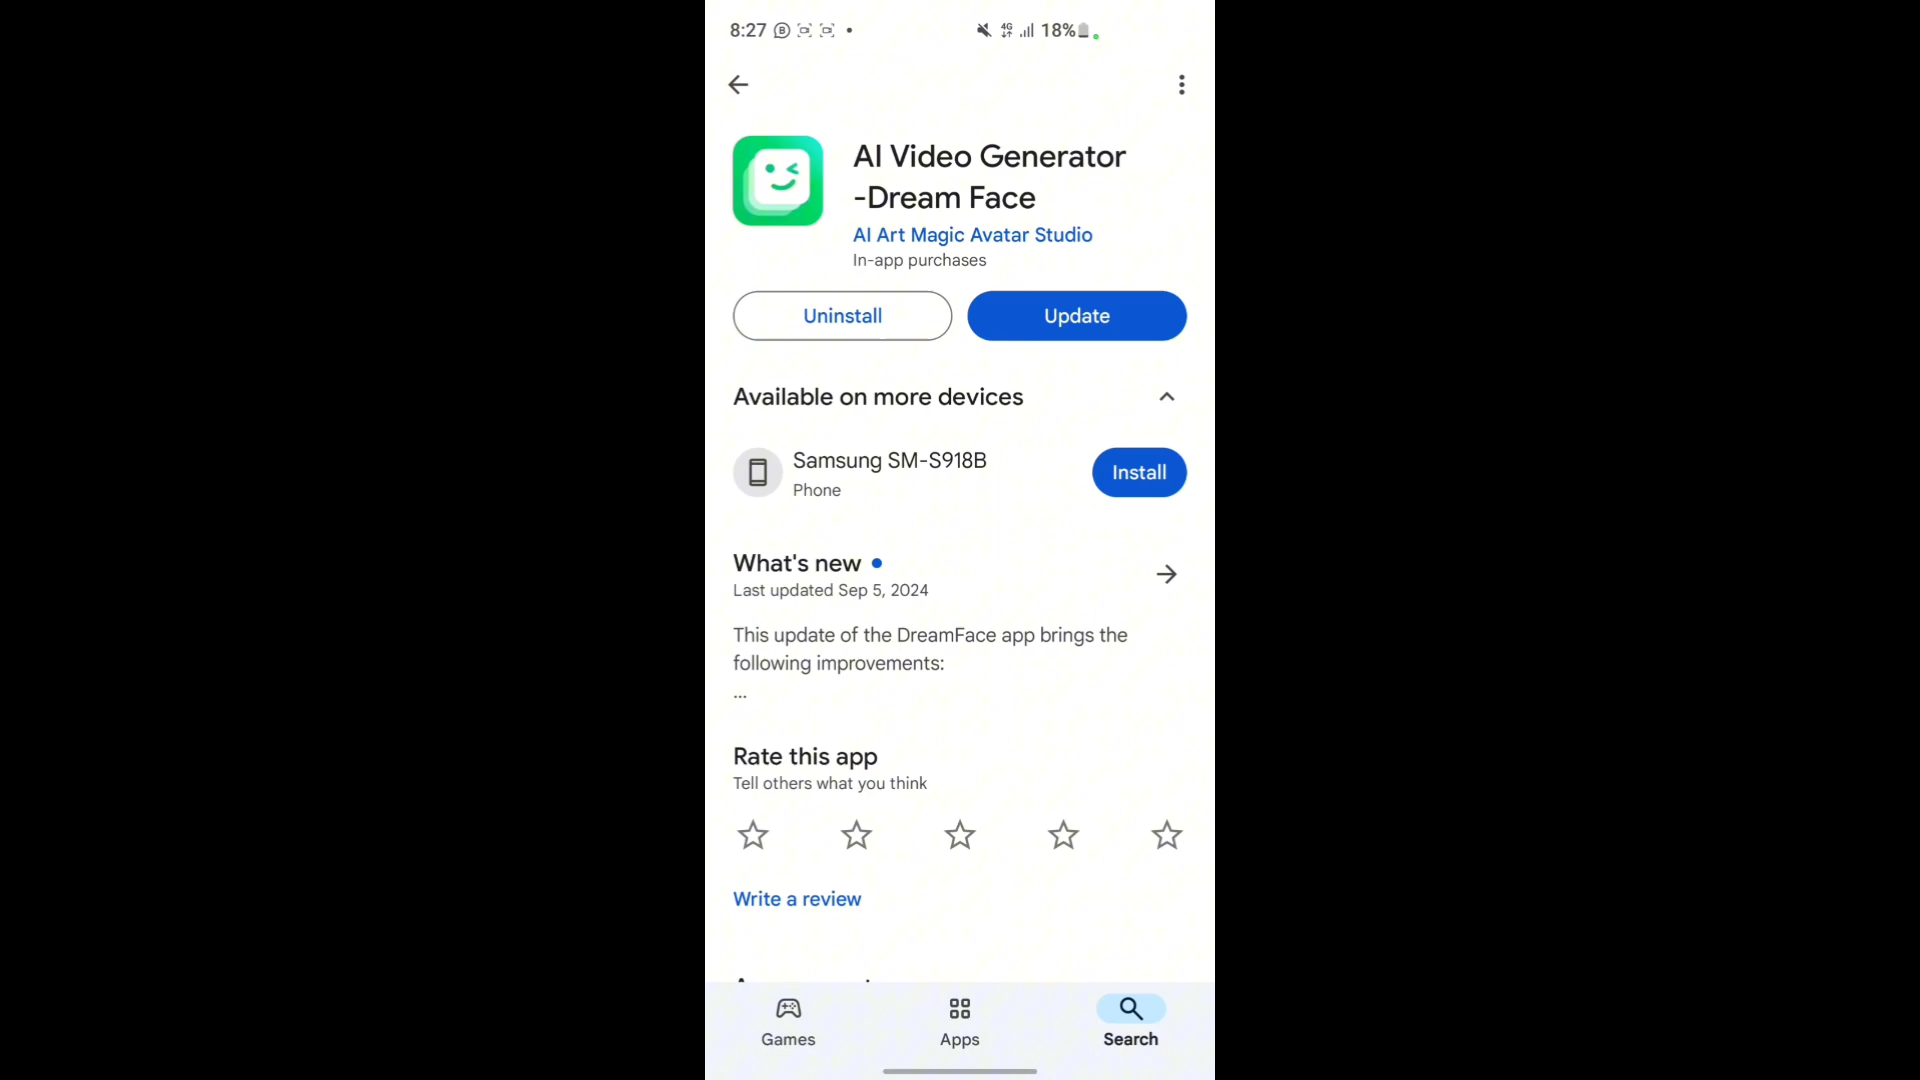 8:27
4G 18%
AI Video Generator
-Dream Face
AI Art Magic Avatar Studio
In-app purchases
Uninstall
Update
Available on more devices
Samsung SM-S918B
Phone
Install
What's new
Last updated Sep 5, 2024
This update of the DreamFace app brings the
following improvements:
...
Rate this app
Tell others what you think
Write a review
Games
Apps
Search